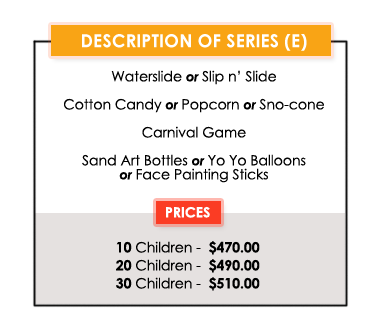 DESCRIPTION OF SERIES (E)
Waterslide or Slip n' Slide
Cotton Candy or Popcorn or Sno-cone
Carnival Game
Sand Art Bottles or Yo Yo Balloons
or Face Painting Sticks
PRICES
10 Children - $470.00
20 Children - $490.00
30 Children - $510.00